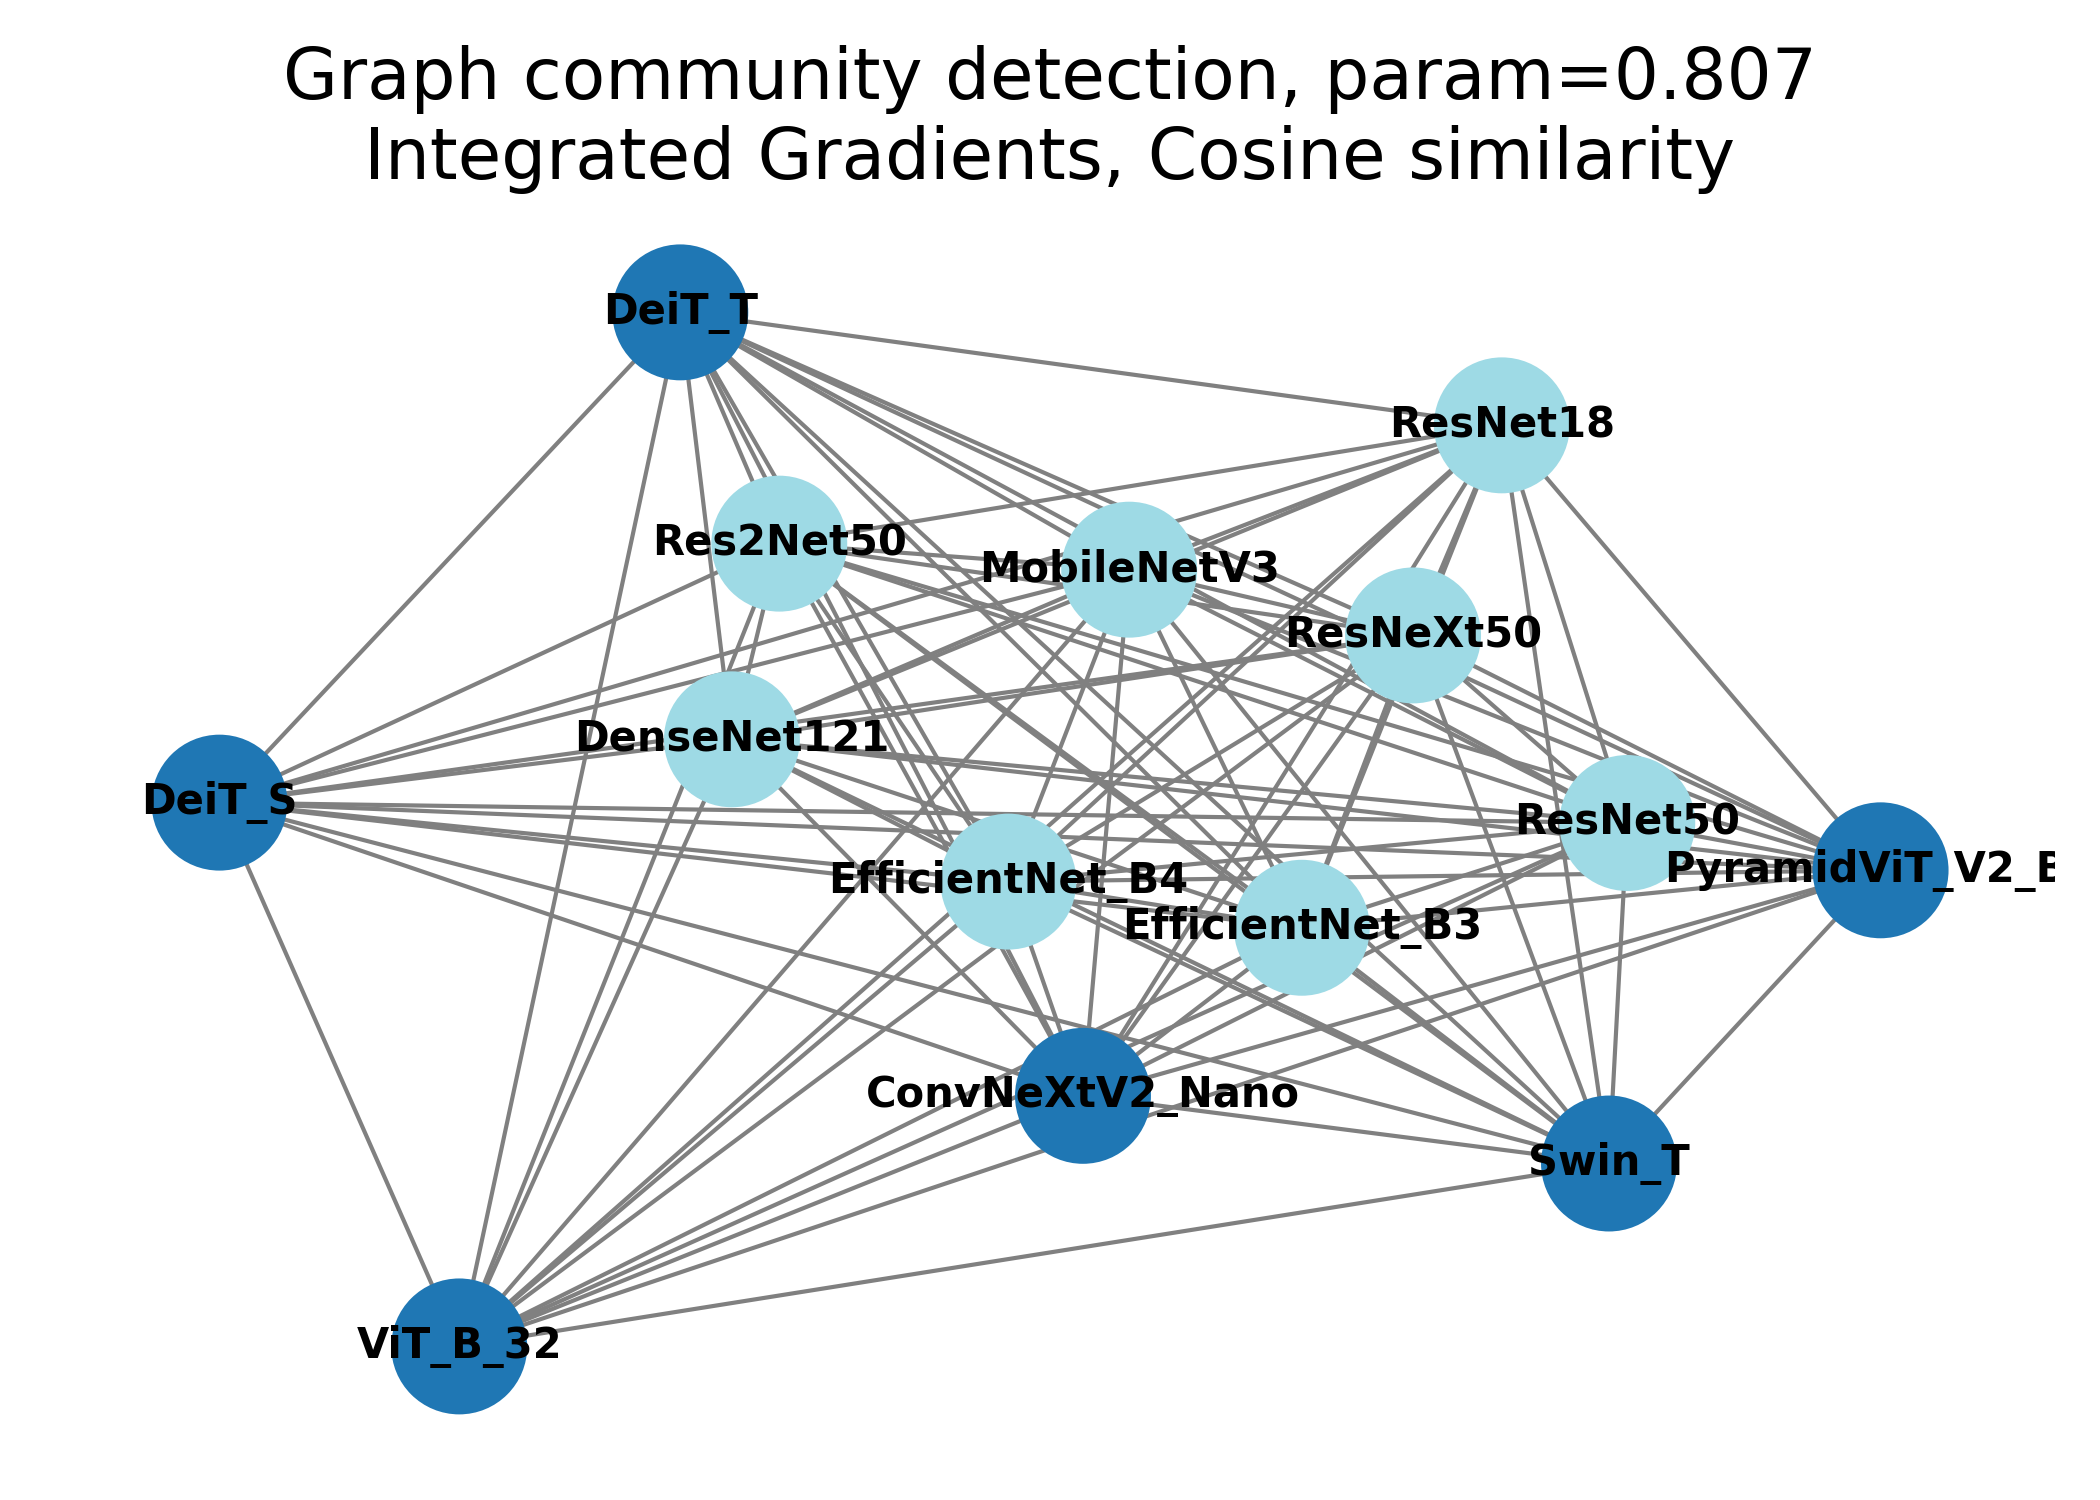 Graph community detection, param=0.807
Integrated Gradients, Cosine similarity
DeiT_T
ResNet18
Res2Net50
MobileNetV3
ResNeXt50
DenseNet121
DeiT_S
ResNet50
PyramidViT_V2_B
EfficientNet_B4
EfficientNet_B3
ConvNeXtV2_Nano
Swin_T
ViT_B_32